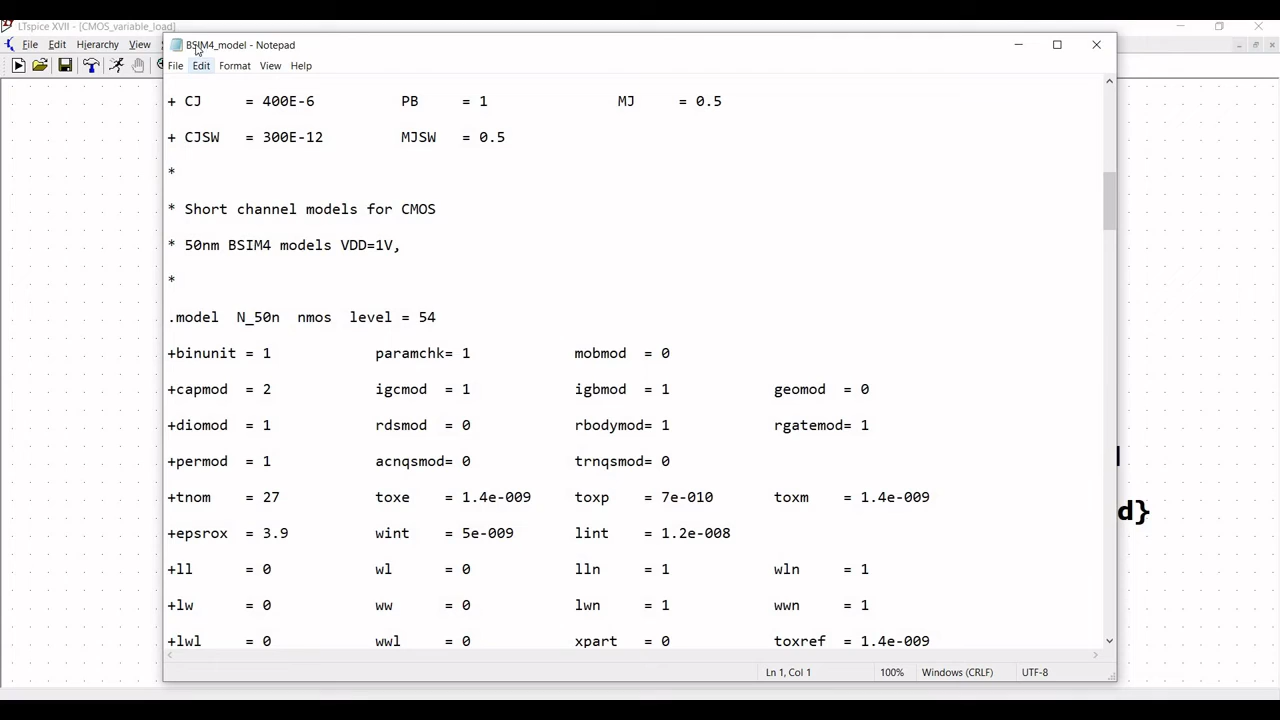 LTspice XVII - [CMOS_variable_load]
File Edit Hierarchy View
BSIM4_model - Notepad
File Edit Format View Help
+ CJ = 400E-6 PB = 1 MJ = 0.5
+ CJSW = 300E-12 MJSW = 0.5
*
* Short channel models for CMOS
* 50nm BSIM4 models VDD=1V,
*
.model N_50n nmos level = 54
+binunit = 1 paramchk= 1 mobmod = 0
+capmod = 2 igcmod = 1 igbmod = 1 geomod = 0
+diomod = 1 rdsmod = 0 rbodymod= 1 rgatemod= 1
+permod = 1 acnqsmod= 0 trnqsmod= 0
+tnom = 27 toxe = 1.4e-009 toxp = 7e-010 toxm = 1.4e-009
+epsrox = 3.9 wint = 5e-009 lint = 1.2e-008
+ll = 0 wl = 0 lln = 1 wln = 1
+lw = 0 ww = 0 lwn = 1 wwn = 1
+lwl = 0 wwl = 0 xpart = 0 toxref = 1.4e-009
d}
Ln 1, Col 1 100% Windows (CRLF) UTF-8